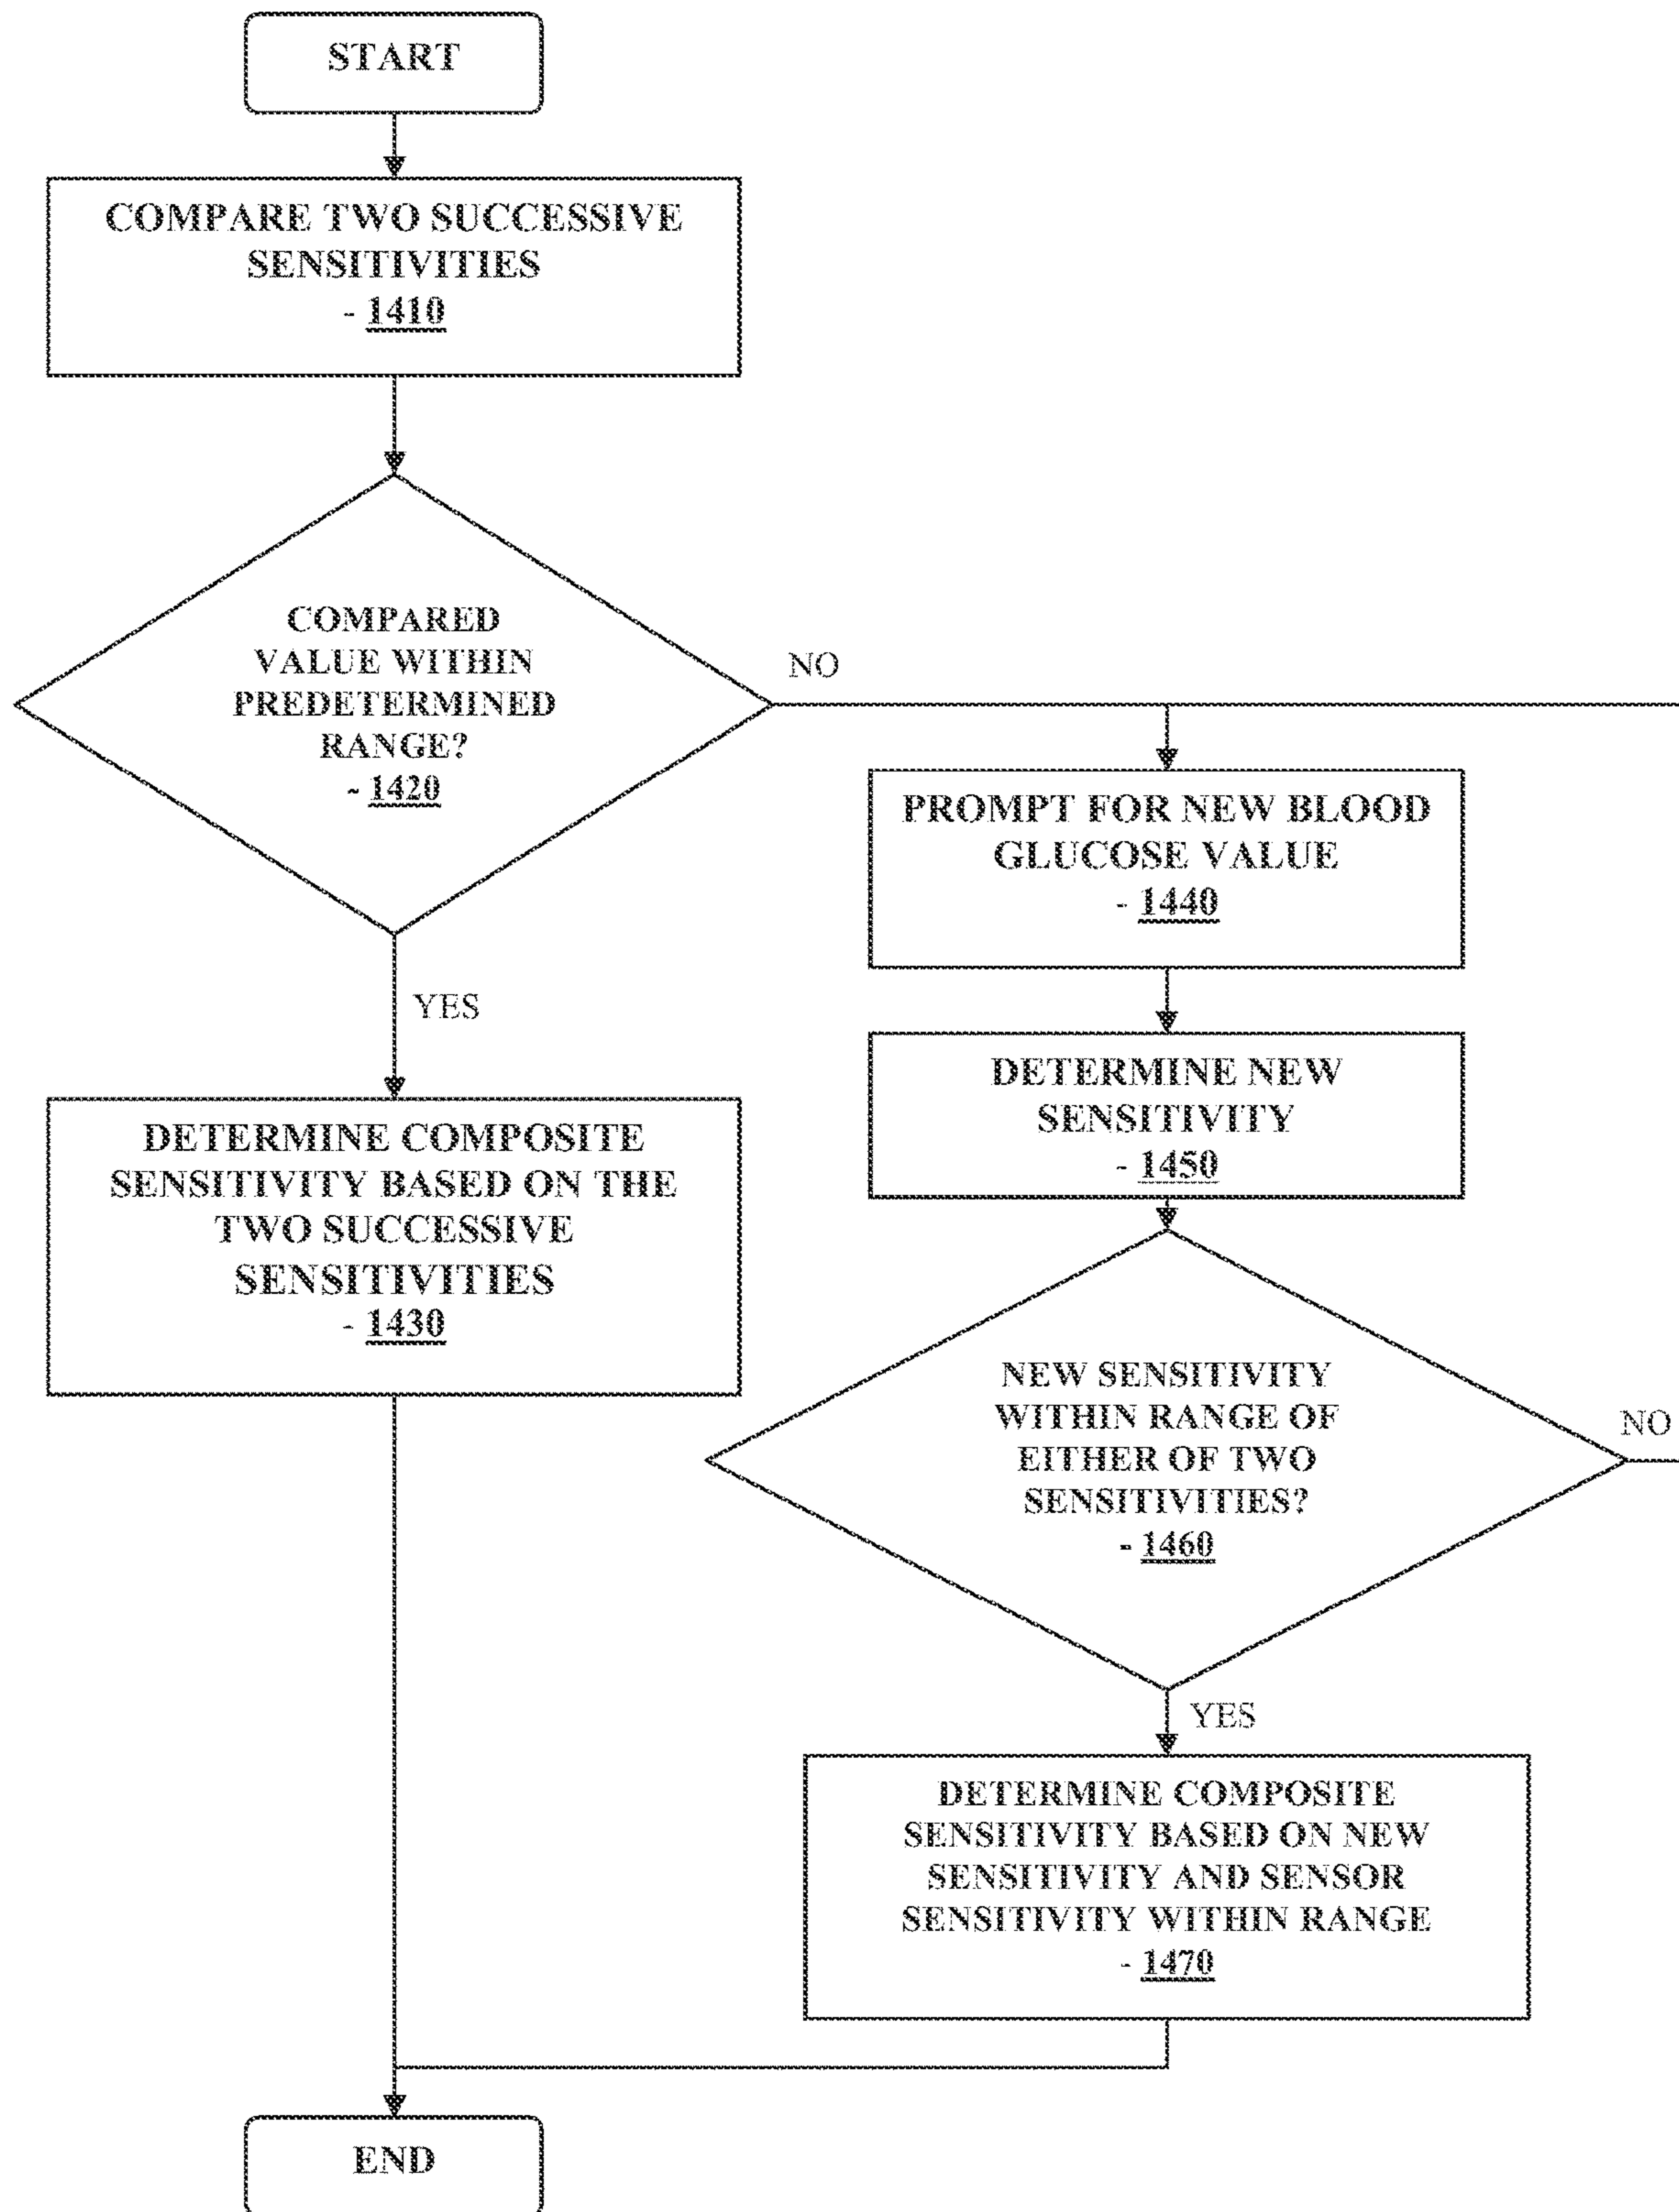 START
COMPARE TWO SUCCESSIVE
SENSITIVITIES
- 1410
COMPARED
VALUE WITHIN
PREDETERMINED
RANGE?
- 1420
NO
YES
PROMPT FOR NEW BLOOD
GLUCOSE VALUE
- 1440
DETERMINE NEW
SENSITIVITY
- 1450
DETERMINE COMPOSITE
SENSITIVITY BASED ON THE
TWO SUCCESSIVE
SENSITIVITIES
- 1430
NEW SENSITIVITY
WITHIN RANGE OF
EITHER OF TWO
SENSITIVITIES?
- 1460
NO
YES
DETERMINE COMPOSITE
SENSITIVITY BASED ON NEW
SENSITIVITY AND SENSOR
SENSITIVITY WITHIN RANGE
- 1470
END